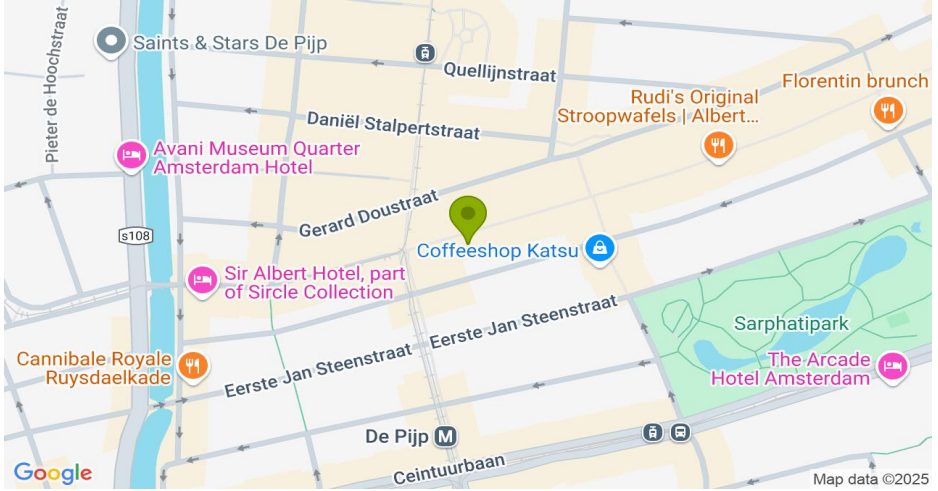 Pieter de Hoochstraat
Saints & Stars De Pijp
Quellijnstraat
Florentin brunch
Rudi's Original
Stroopwafels | Albert...
Daniël Stalpertstraat
Avani Museum Quarter
Amsterdam Hotel
Gerard Doustraat
s108
Coffeeshop Katsu
Sir Albert Hotel, part
of Sircle Collection
Eerste Jan Steenstraat
Sarphatipark
Cannibale Royale
Ruysdaelkade
Eerste Jan Steenstraat
The Arcade
Hotel Amsterdam
De Pijp M
Ceintuurbaan
Google
Map data ©2025